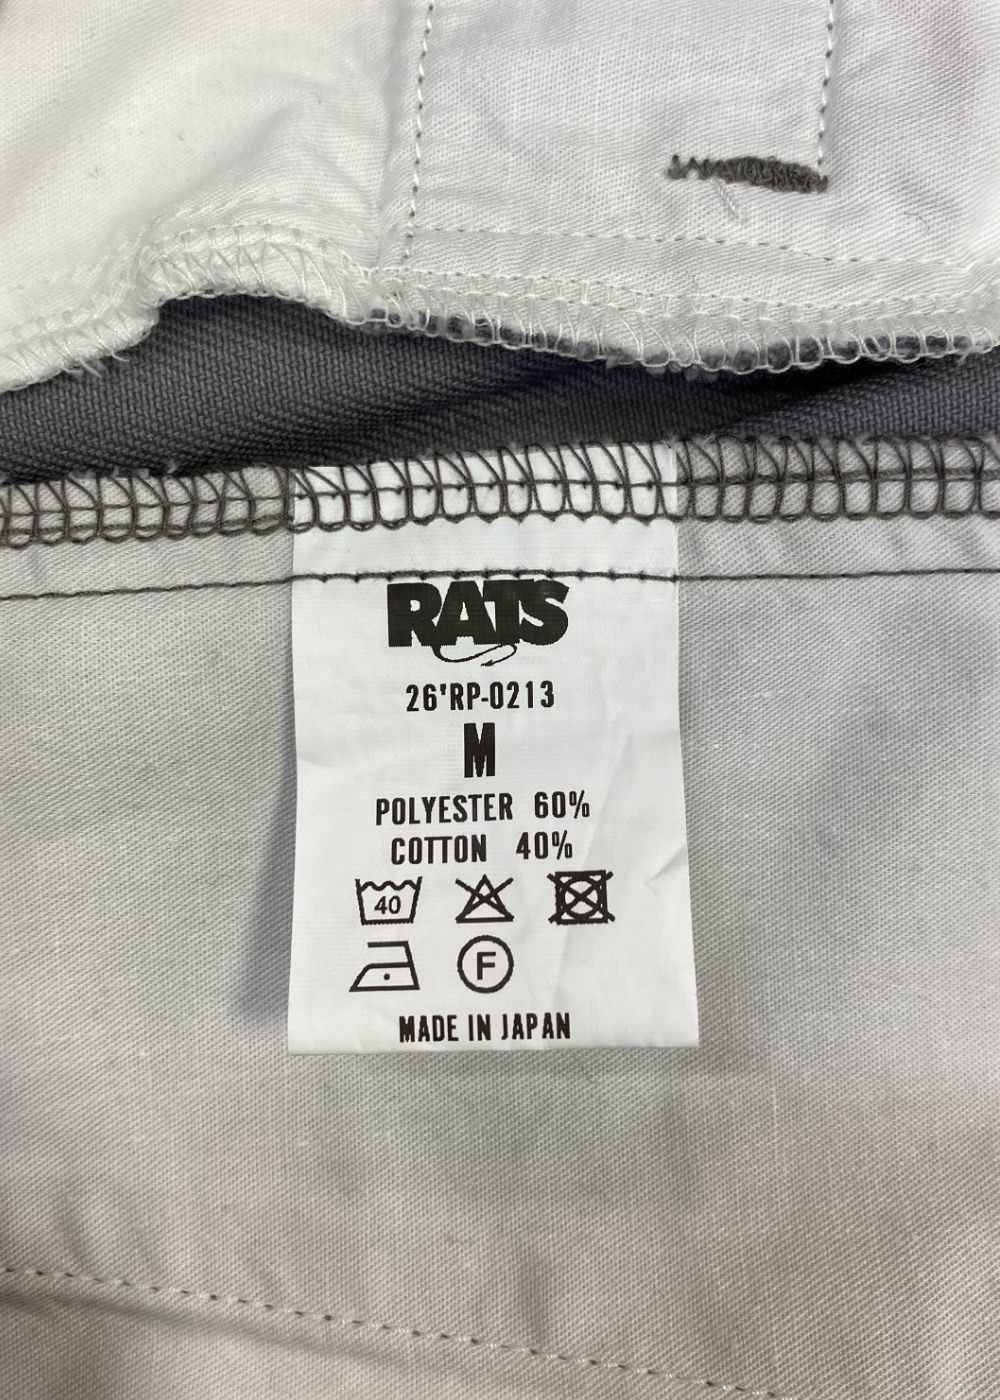 RATS
26'RP-0213
M
POLYESTER 60%
COTTON 40%
40
F
MADE IN JAPAN